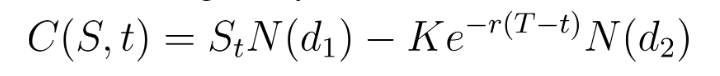 C(S, t) = S_t N(d_1) − Ke^{−r(T−t)} N(d_2)